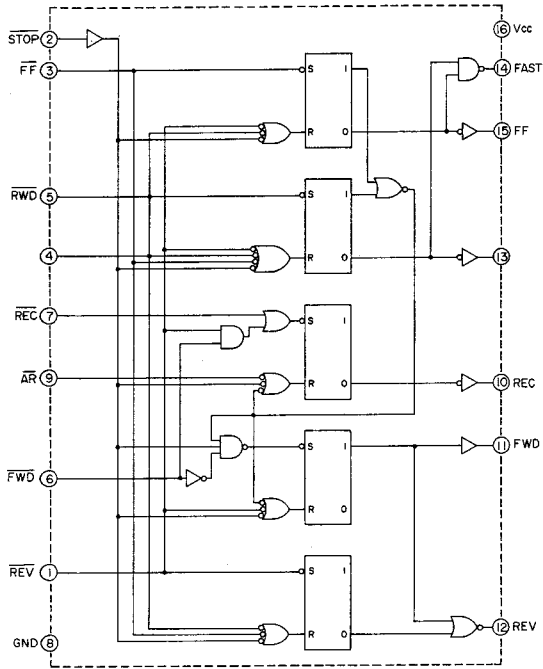 STOP 2
16 Vcc
FF 3
S 1
14 FAST
R 0
15 FF
RWD 5
S 1
4
R 0
13
REC 7
S 1
AR 9
R 0
10 REC
S 1
11 FWD
FWD 6
R 0
REV 1
S 1
R 0
12 REV
GND 8